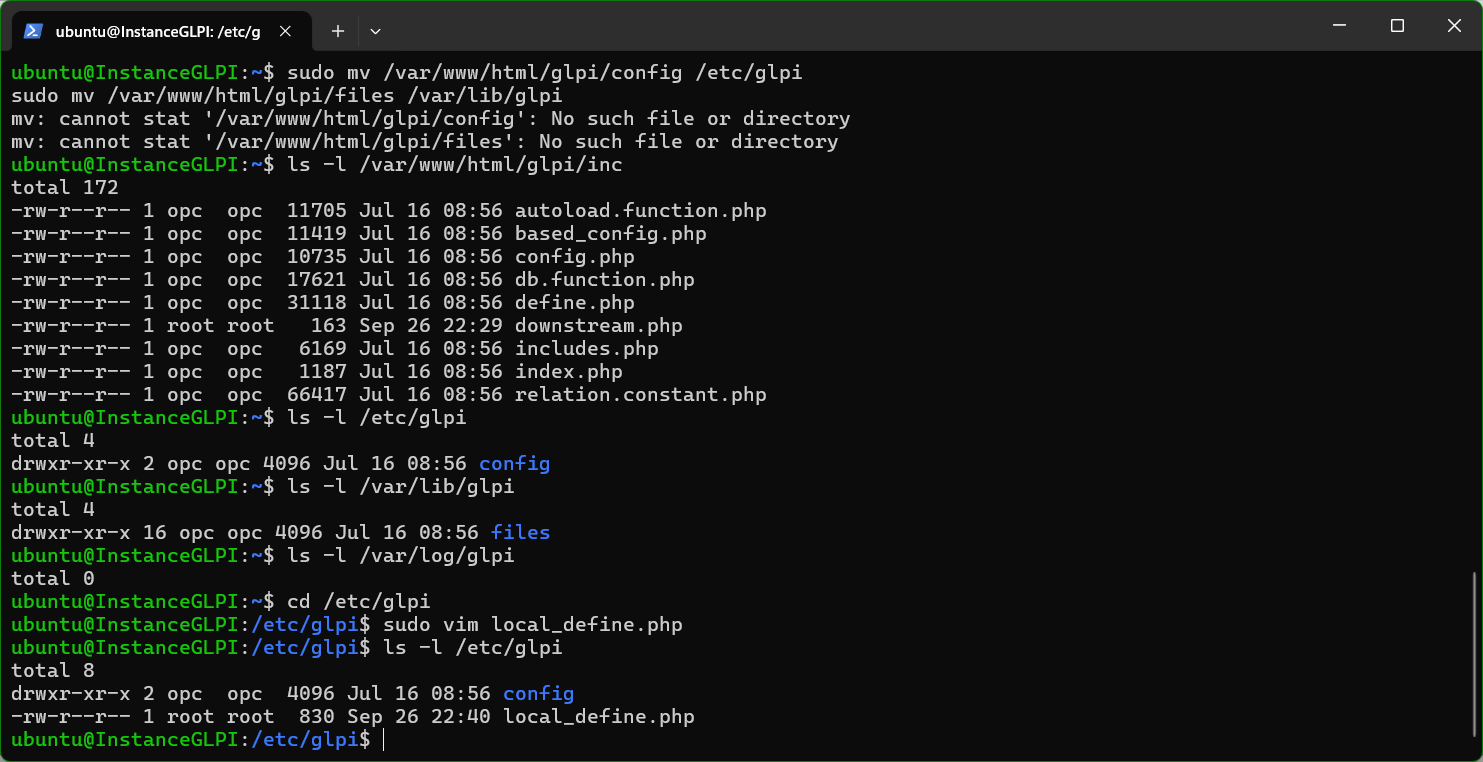 ubuntu@InstanceGLPI: /etc/g
ubuntu@InstanceGLPI:~$ sudo mv /var/www/html/glpi/config /etc/glpi
sudo mv /var/www/html/glpi/files /var/lib/glpi
mv: cannot stat '/var/www/html/glpi/config': No such file or directory
mv: cannot stat '/var/www/html/glpi/files': No such file or directory
ubuntu@InstanceGLPI:~$ ls -l /var/www/html/glpi/inc
total 172
-rw-r--r-- 1 opc  opc  11705 Jul 16 08:56 autoload.function.php
-rw-r--r-- 1 opc  opc  11419 Jul 16 08:56 based_config.php
-rw-r--r-- 1 opc  opc  10735 Jul 16 08:56 config.php
-rw-r--r-- 1 opc  opc  17621 Jul 16 08:56 db.function.php
-rw-r--r-- 1 opc  opc  31118 Jul 16 08:56 define.php
-rw-r--r-- 1 root root   163 Sep 26 22:29 downstream.php
-rw-r--r-- 1 opc  opc   6169 Jul 16 08:56 includes.php
-rw-r--r-- 1 opc  opc   1187 Jul 16 08:56 index.php
-rw-r--r-- 1 opc  opc  66417 Jul 16 08:56 relation.constant.php
ubuntu@InstanceGLPI:~$ ls -l /etc/glpi
total 4
drwxr-xr-x 2 opc opc 4096 Jul 16 08:56 config
ubuntu@InstanceGLPI:~$ ls -l /var/lib/glpi
total 4
drwxr-xr-x 16 opc opc 4096 Jul 16 08:56 files
ubuntu@InstanceGLPI:~$ ls -l /var/log/glpi
total 0
ubuntu@InstanceGLPI:~$ cd /etc/glpi
ubuntu@InstanceGLPI:/etc/glpi$ sudo vim local_define.php
ubuntu@InstanceGLPI:/etc/glpi$ ls -l /etc/glpi
total 8
drwxr-xr-x 2 opc  opc  4096 Jul 16 08:56 config
-rw-r--r-- 1 root root  830 Sep 26 22:40 local_define.php
ubuntu@InstanceGLPI:/etc/glpi$